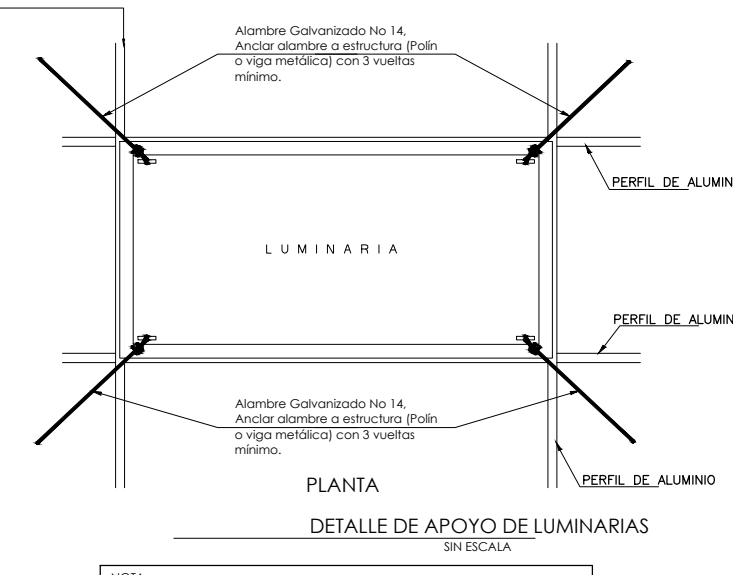 Alambre Galvanizado No 14,
Anclar alambre a estructura (Polín
o viga metálica) con 3 vueltas
mínimo.
PERFIL DE ALUMIN
L U M I N A R I A
PERFIL DE ALUMIN
Alambre Galvanizado No 14,
Anclar alambre a estructura (Polín
o viga metálica) con 3 vueltas
mínimo.
PERFIL DE ALUMINIO
PLANTA
DETALLE DE APOYO DE LUMINARIAS
SIN ESCALA
NOTA